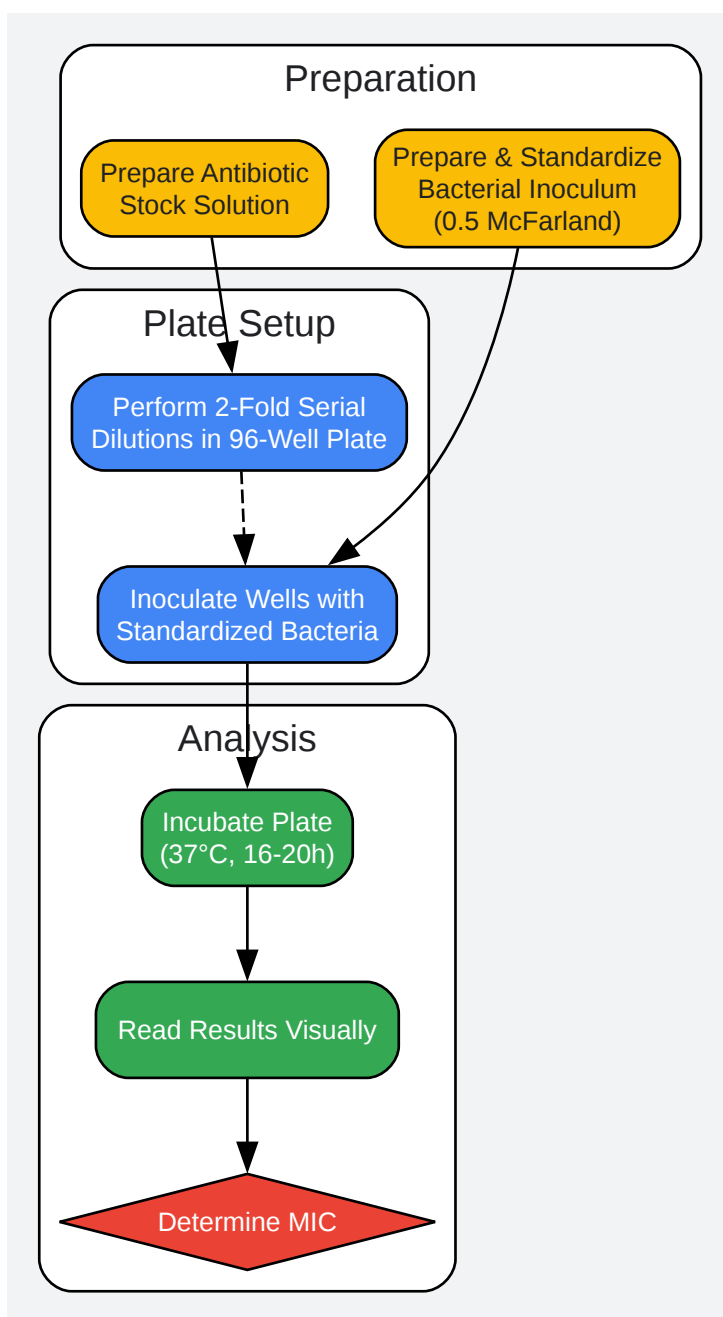 Preparation
Prepare Antibiotic
Stock Solution
Prepare & Standardize
Bacterial Inoculum
(0.5 McFarland)
Plate Setup
Perform 2-Fold Serial
Dilutions in 96-Well Plate
Inoculate Wells with
Standardized Bacteria
Analysis
Incubate Plate
(37°C, 16-20h)
Read Results Visually
Determine MIC